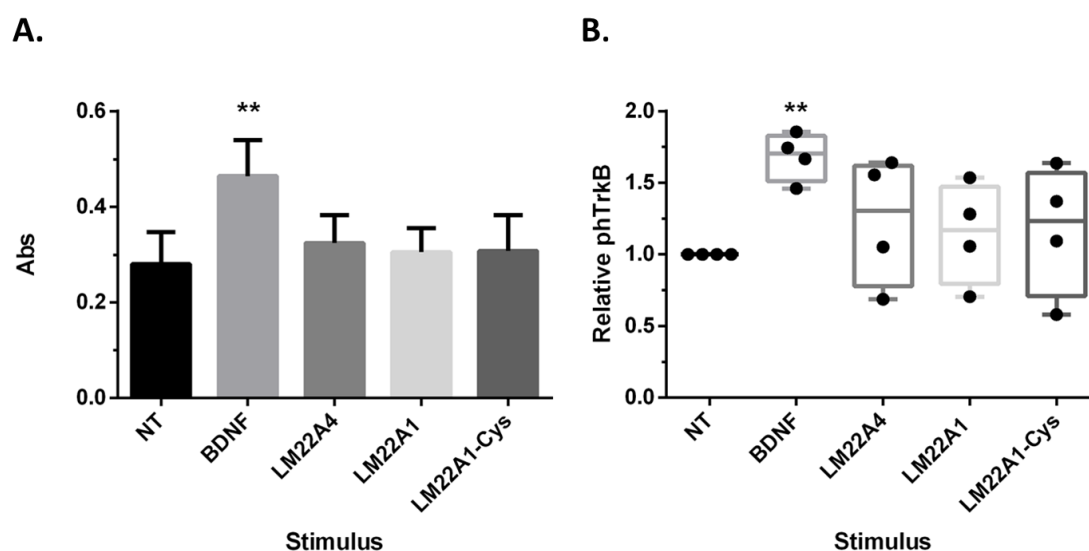 A.
**
0.6
0.4
0.2
0.0
Abs
NT
BDNF
LM22A4
LM22A1
LM22A1-Cys
Stimulus
B.
**
2.0
1.5
1.0
0.5
0.0
Relative phTrkB
NT
BDNF
LM22A4
LM22A1
LM22A1-Cys
Stimulus